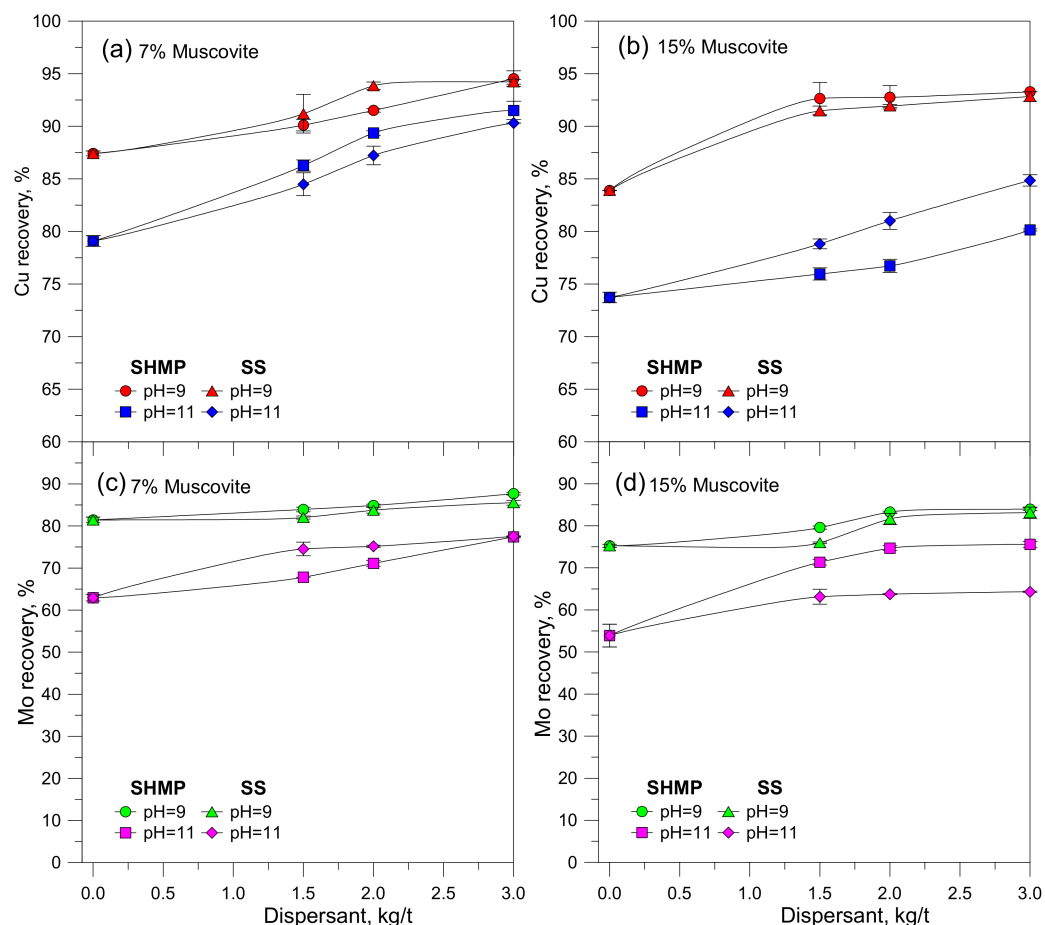 (a) 7% Muscovite
100
95
90
85
80
75
70
65
60
Cu recovery, %
SHMP SS
pH=9 pH=9
pH=11 pH=11
(b) 15% Muscovite
100
95
90
85
80
75
70
65
60
Cu recovery, %
SHMP SS
pH=9 pH=9
pH=11 pH=11
(c) 7% Muscovite
90
80
70
60
50
40
30
20
10
0
Mo recovery, %
SHMP SS
pH=9 pH=9
pH=11 pH=11
0.0 0.5 1.0 1.5 2.0 2.5 3.0
Dispersant, kg/t
(d) 15% Muscovite
90
80
70
60
50
40
30
20
10
0
Mo recovery, %
SHMP SS
pH=9 pH=9
pH=11 pH=11
0.0 0.5 1.0 1.5 2.0 2.5 3.0
Dispersant, kg/t